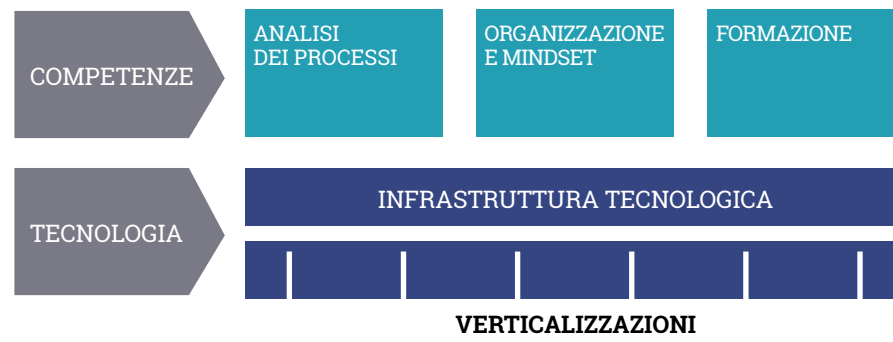 COMPETENZE
ANALISI
DEI PROCESSI
ORGANIZZAZIONE
E MINDSET
FORMAZIONE
TECNOLOGIA
INFRASTRUTTURA TECNOLOGICA
VERTICALIZZAZIONI